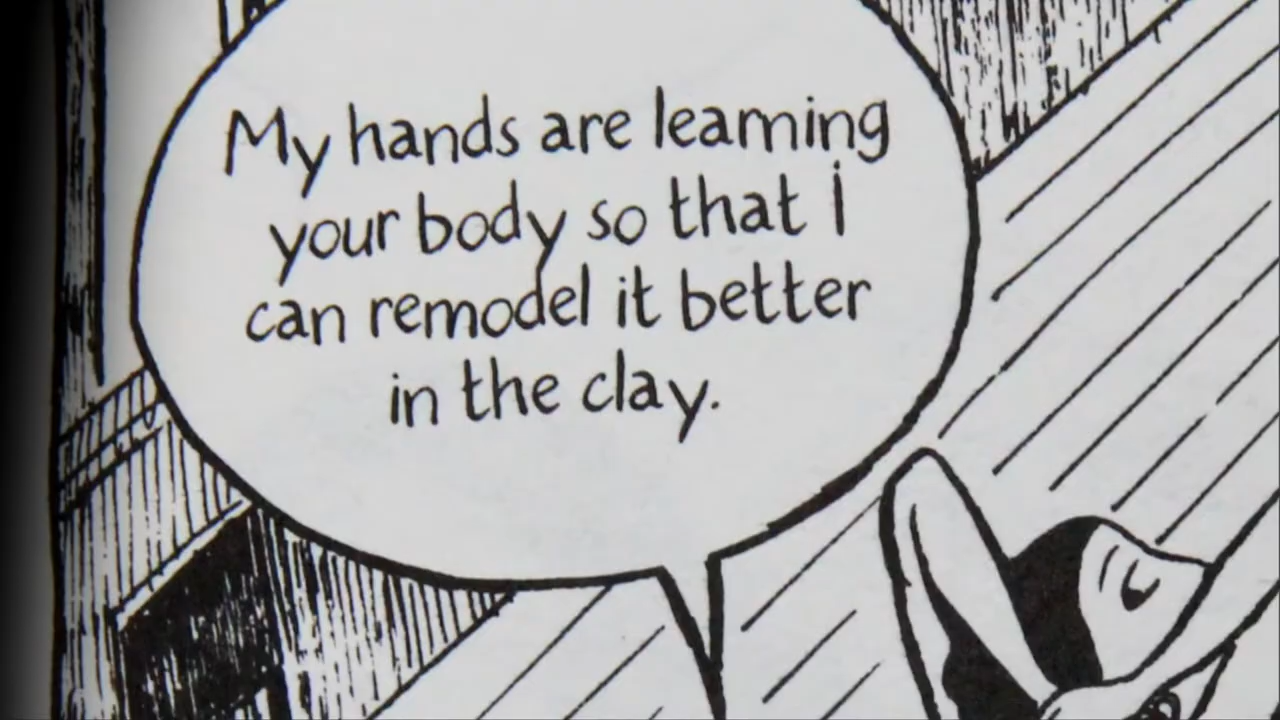 My hands are learning
your body so that i
can remodel it better
in the clay.